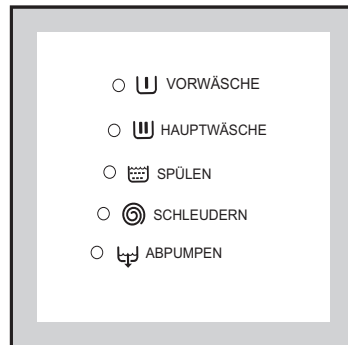 VORWÄSCHE
HAUPTWÄSCHE
SPÜLEN
SCHLEUDERN
ABPUMPEN